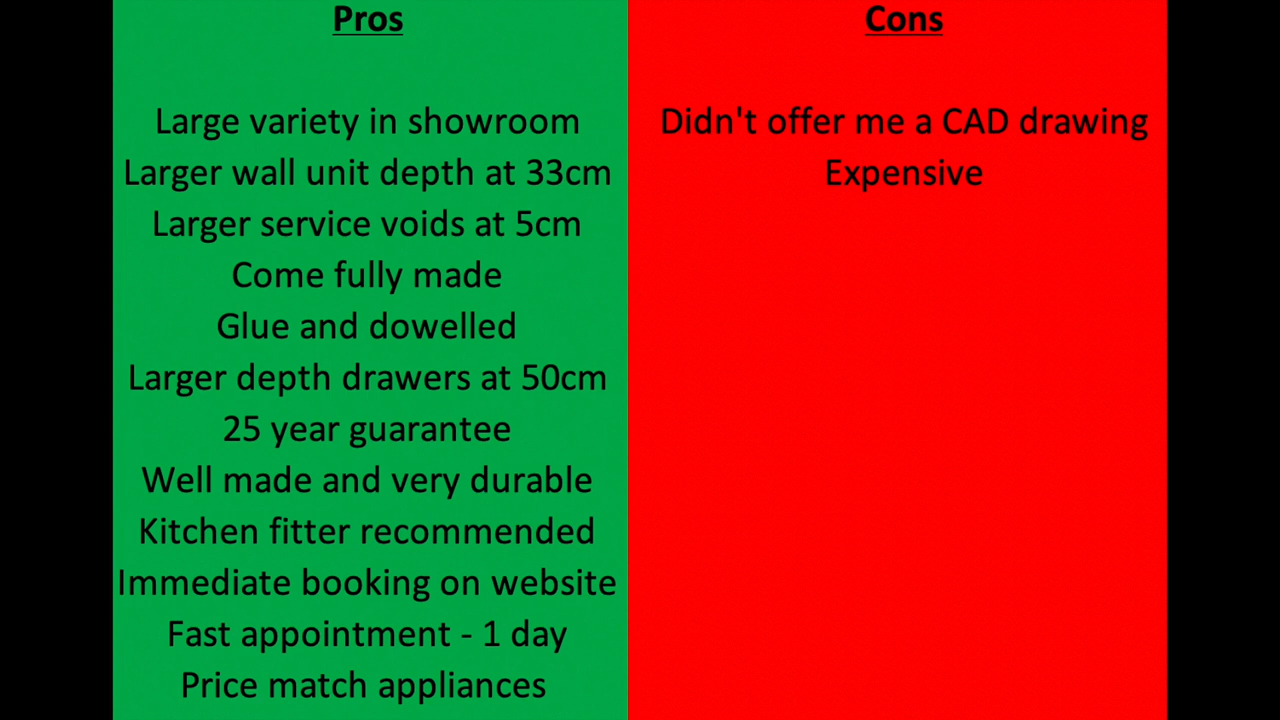 Pros
Large variety in showroom
Larger wall unit depth at 33cm
Larger service voids at 5cm
Come fully made
Glue and dowelled
Larger depth drawers at 50cm
25 year guarantee
Well made and very durable
Kitchen fitter recommended
Immediate booking on website
Fast appointment - 1 day
Price match appliances
Cons
Didn't offer me a CAD drawing
Expensive